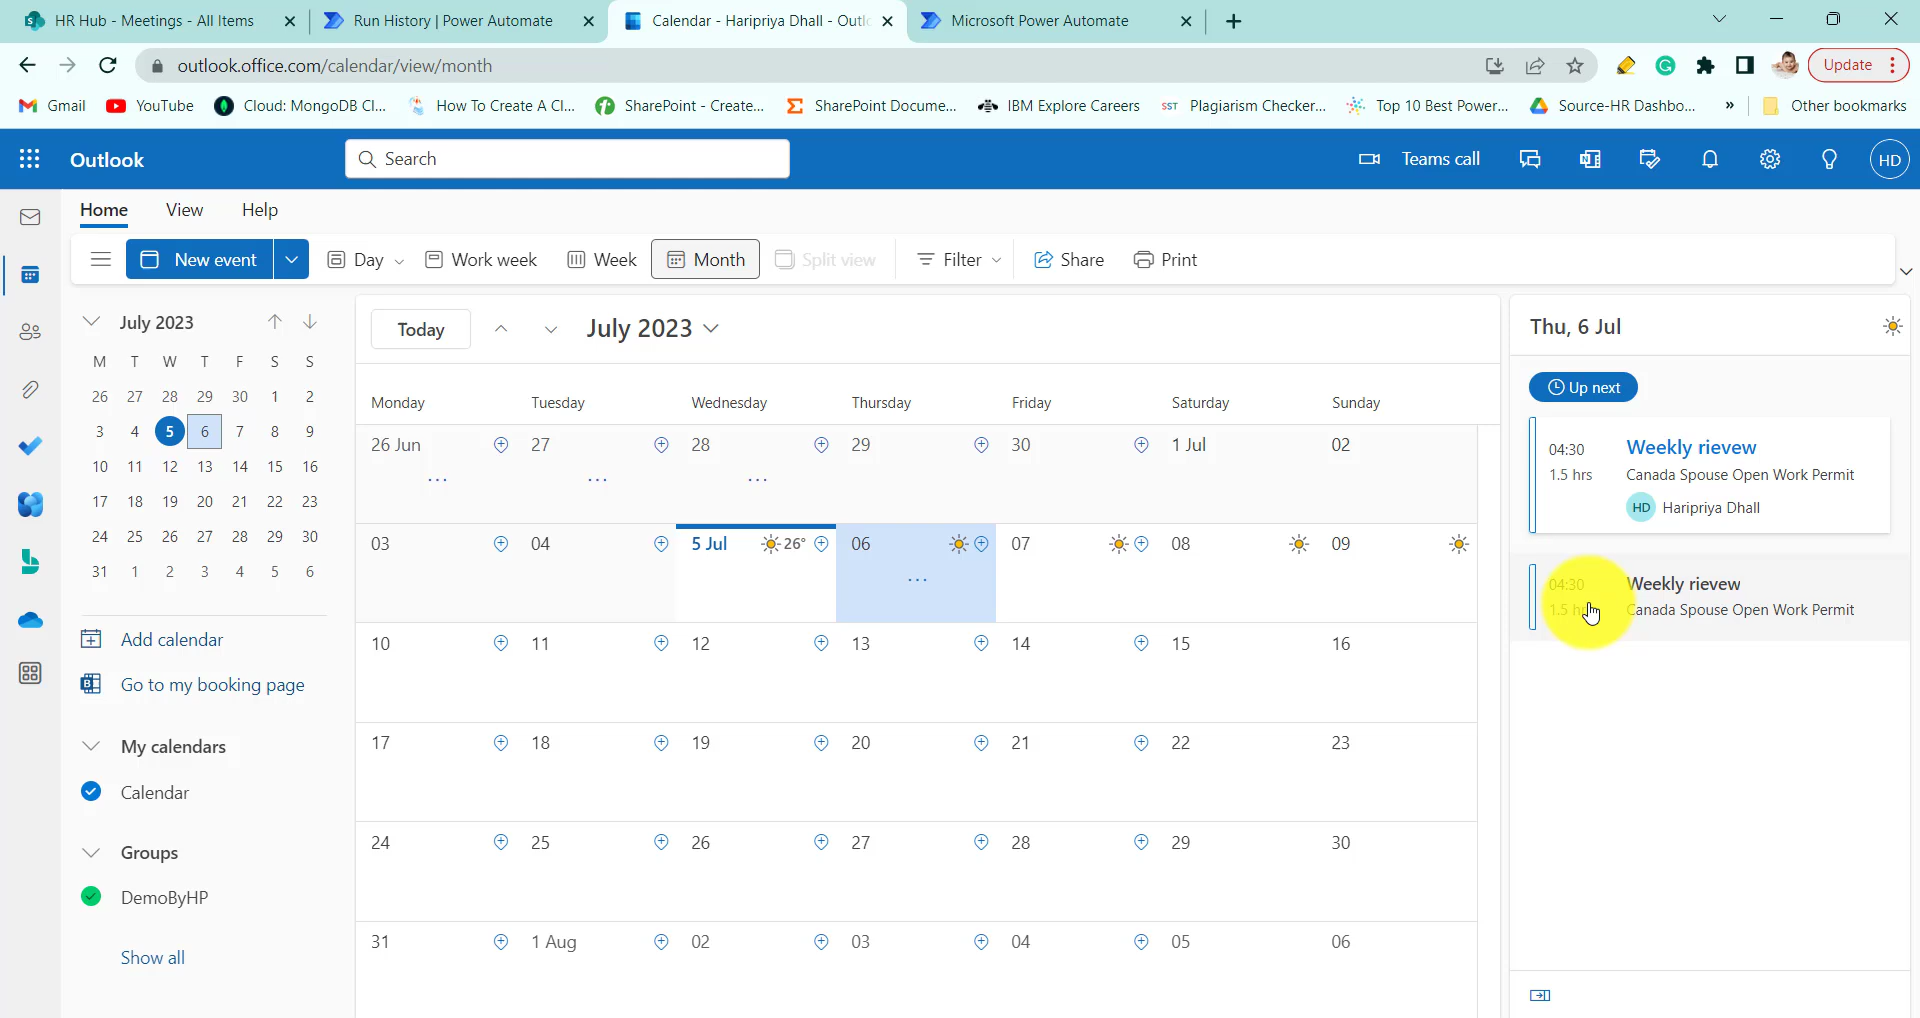 HR Hub - Meetings - All Items
Run History | Power Automate
Calendar - Haripriya Dhall - Outl
Microsoft Power Automate
outlook.office.com/calendar/view/month
Update
Gmail
YouTube
Cloud: MongoDB Cl...
How To Create A Cl...
SharePoint - Create...
SharePoint Docume...
IBM Explore Careers
SST Plagiarism Checker...
Top 10 Best Power...
Source-HR Dashbo...
»
Other bookmarks
Outlook
Search
Teams call
HD
Home View Help
New event
Day
Work week
Week
Month
Split view
Filter
Share
Print
July 2023
M T W T F S S
26 27 28 29 30 1 2
3 4 5 6 7 8 9
10 11 12 13 14 15 16
17 18 19 20 21 22 23
24 25 26 27 28 29 30
31 1 2 3 4 5 6
Add calendar
Go to my booking page
My calendars
Calendar
Groups
DemoByHP
Show all
Today
July 2023
Monday Tuesday Wednesday Thursday Friday Saturday Sunday
26 Jun 27 28 29 30 1 Jul 02
... ... ...
03 04 5 Jul 26° 06 07 08 09
...
10 11 12 13 14 15 16
17 18 19 20 21 22 23
24 25 26 27 28 29 30
31 1 Aug 02 03 04 05 06
Thu, 6 Jul
Up next
04:30 Weekly rievew
1.5 hrs Canada Spouse Open Work Permit
HD Haripriya Dhall
04:30 Weekly rievew
Canada Spouse Open Work Permit